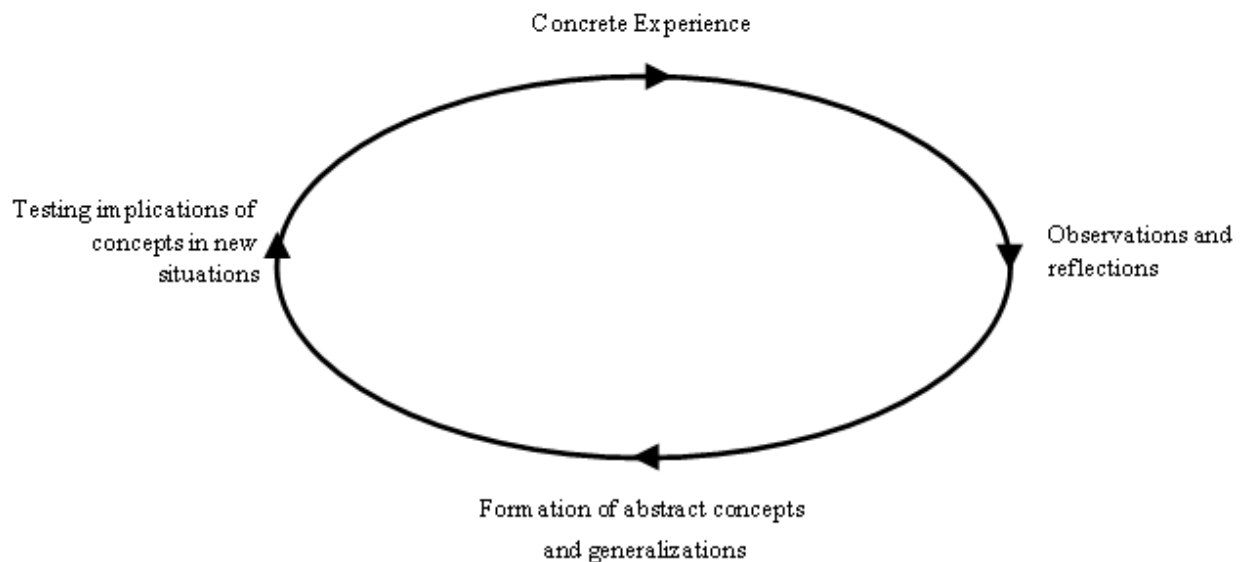 Concrete Experience
Testing implications of
concepts in new
situations
Observations and
reflections
Formation of abstract concepts
and generalizations